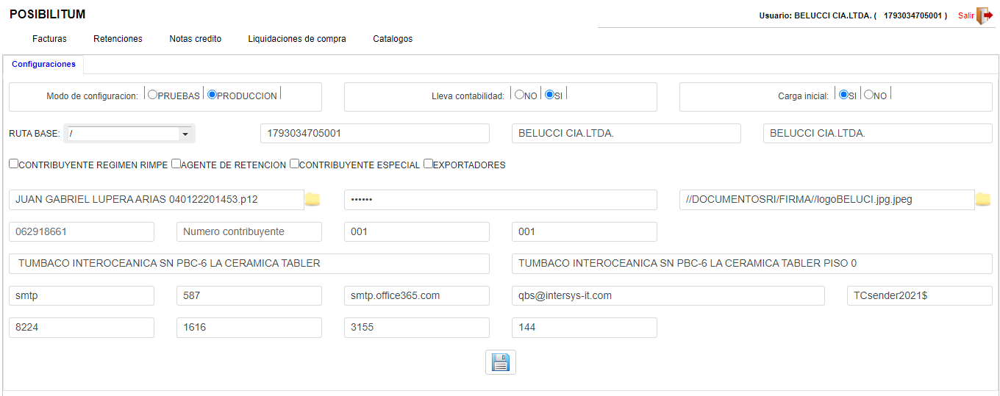 POSIBILITUM
Usuario: BELUCCI CIA.LTDA. ( 1793034705001 ) Salir
Facturas Retenciones Notas credito Liquidaciones de compra Catalogos
Configuraciones
Modo de configuracion: PRUEBAS PRODUCCION Lleva contabilidad: NO SI Carga inicial: SI NO
RUTA BASE: / 1793034705001 BELUCCI CIA.LTDA. BELUCCI CIA.LTDA.
CONTRIBUYENTE REGIMEN RIMPE AGENTE DE RETENCION CONTRIBUYENTE ESPECIAL EXPORTADORES
JUAN GABRIEL LUPERA ARIAS 040122201453.p12 •••••• //DOCUMENTOSRI/FIRMA//logoBELUCI.jpg.jpeg
062918661 Numero contribuyente 001 001
TUMBACO INTEROCEANICA SN PBC-6 LA CERAMICA TABLER TUMBACO INTEROCEANICA SN PBC-6 LA CERAMICA TABLER PISO 0
smtp 587 smtp.office365.com qbs@intersys-it.com TCsender2021$
8224 1616 3155 144